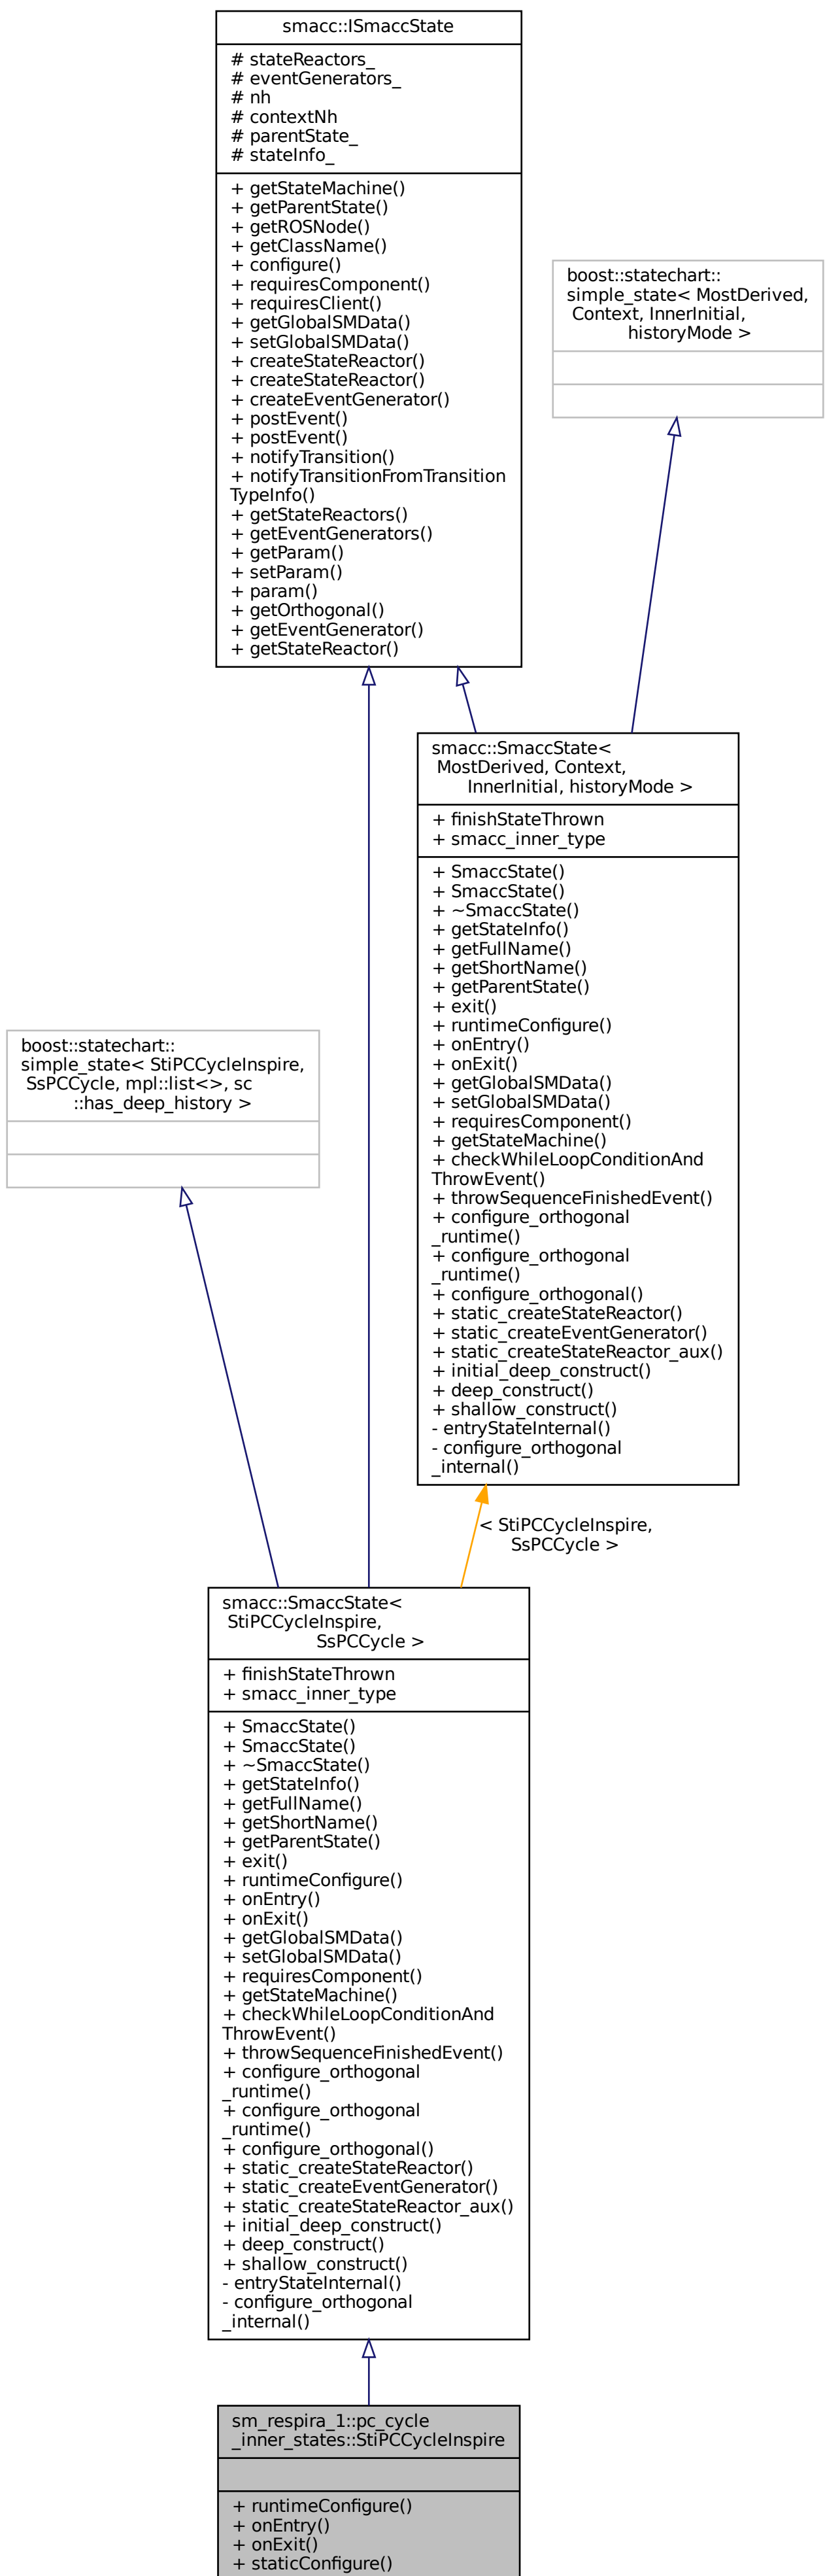 smacc::ISmaccState
# stateReactors_
# eventGenerators_
# nh
# contextNh
# parentState_
# stateInfo_
+ getStateMachine()
+ getParentState()
+ getROSNode()
+ getClassName()
+ configure()
+ requiresComponent()
+ requiresClient()
+ getGlobalSMData()
+ setGlobalSMData()
+ createStateReactor()
+ createStateReactor()
+ createEventGenerator()
+ postEvent()
+ postEvent()
+ notifyTransition()
+ notifyTransitionFromTransition
TypeInfo()
+ getStateReactors()
+ getEventGenerators()
+ getParam()
+ setParam()
+ param()
+ getOrthogonal()
+ getEventGenerator()
+ getStateReactor()
boost::statechart::
simple_state< MostDerived,
Context, InnerInitial,
historyMode >
smacc::SmaccState<
MostDerived, Context,
InnerInitial, historyMode >
+ finishStateThrown
+ smacc_inner_type
+ SmaccState()
+ SmaccState()
+ ~SmaccState()
+ getStateInfo()
+ getFullName()
+ getShortName()
+ getParentState()
+ exit()
+ runtimeConfigure()
+ onEntry()
+ onExit()
+ getGlobalSMData()
+ setGlobalSMData()
+ requiresComponent()
+ getStateMachine()
+ checkWhileLoopConditionAnd
ThrowEvent()
+ throwSequenceFinishedEvent()
+ configure_orthogonal
_runtime()
+ configure_orthogonal
_runtime()
+ configure_orthogonal()
+ static_createStateReactor()
+ static_createEventGenerator()
+ static_createStateReactor_aux()
+ initial_deep_construct()
+ deep_construct()
+ shallow_construct()
- entryStateInternal()
- configure_orthogonal
_internal()
boost::statechart::
simple_state< StiPCCycleInspire,
SsPCCycle, mpl::list<>, sc
::has_deep_history >
< StiPCCycleInspire,
SsPCCycle >
smacc::SmaccState<
StiPCCycleInspire,
SsPCCycle >
+ finishStateThrown
+ smacc_inner_type
+ SmaccState()
+ SmaccState()
+ ~SmaccState()
+ getStateInfo()
+ getFullName()
+ getShortName()
+ getParentState()
+ exit()
+ runtimeConfigure()
+ onEntry()
+ onExit()
+ getGlobalSMData()
+ setGlobalSMData()
+ requiresComponent()
+ getStateMachine()
+ checkWhileLoopConditionAnd
ThrowEvent()
+ throwSequenceFinishedEvent()
+ configure_orthogonal
_runtime()
+ configure_orthogonal
_runtime()
+ configure_orthogonal()
+ static_createStateReactor()
+ static_createEventGenerator()
+ static_createStateReactor_aux()
+ initial_deep_construct()
+ deep_construct()
+ shallow_construct()
- entryStateInternal()
- configure_orthogonal
_internal()
sm_respira_1::pc_cycle
_inner_states::StiPCCycleInspire
+ runtimeConfigure()
+ onEntry()
+ onExit()
+ staticConfigure()